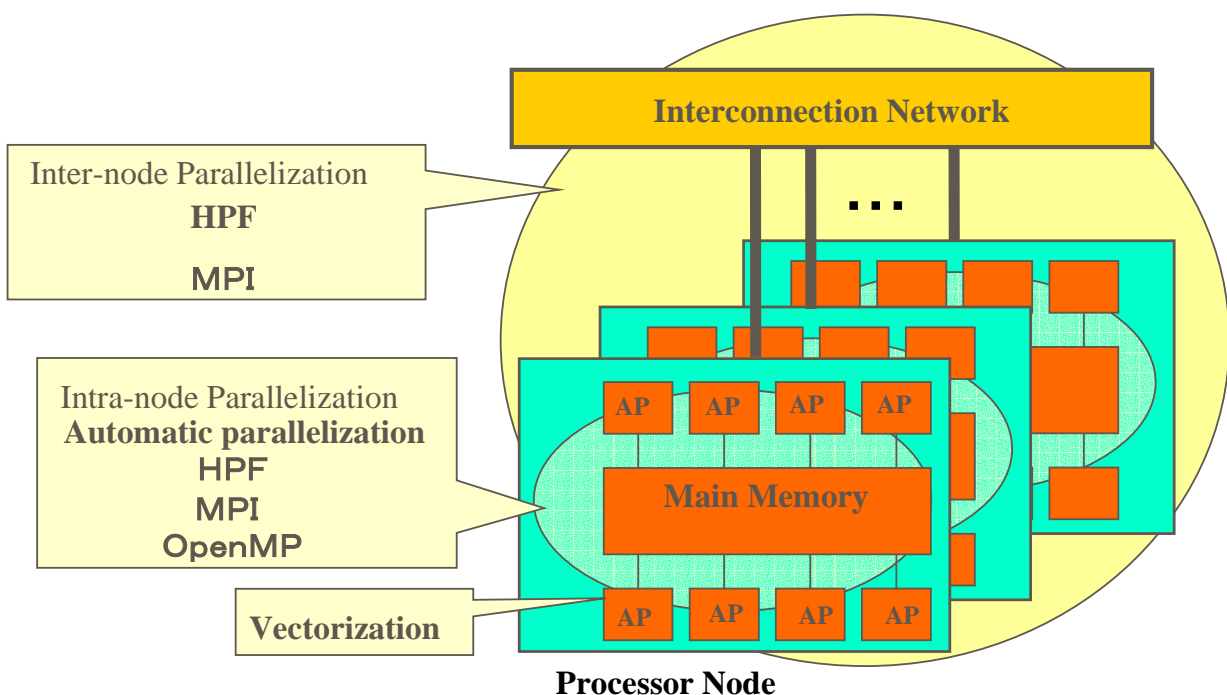 Interconnection Network
Inter-node Parallelization
HPF
MPI
...
Intra-node Parallelization
Automatic parallelization
HPF
MPI
OpenMP
AP AP AP AP
Main Memory
AP AP AP AP
Vectorization
Processor Node